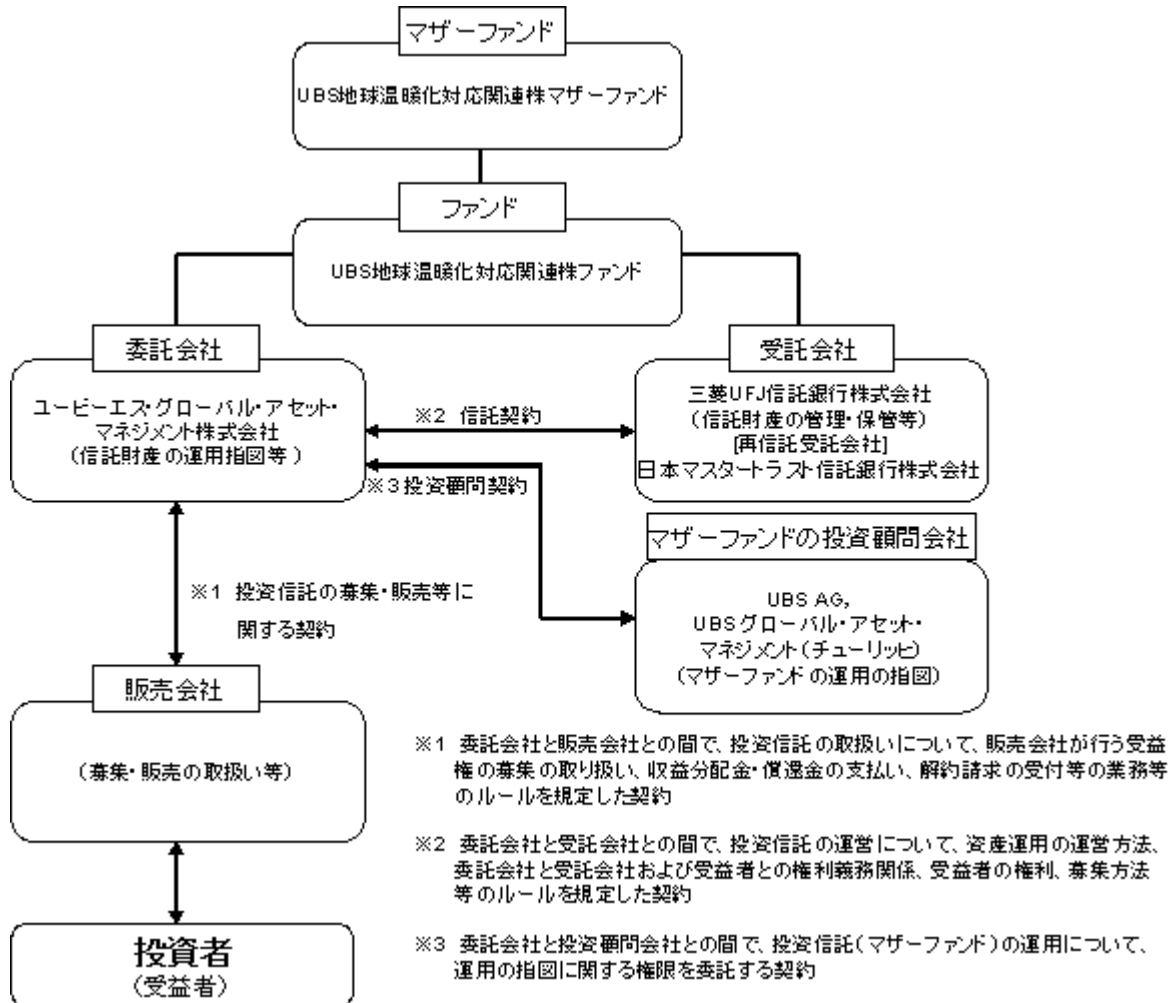 マザーファンド
UBS地球温暖化対応関連株マザーファンド
ファンド
UBS地球温暖化対応関連株ファンド
委託会社
ユービーエス・グローバル・アセット・
マネジメント株式会社
(信託財産の運用指図等)
受託会社
三菱UFJ信託銀行株式会社
(信託財産の管理・保管等)
[再信託受託会社]
日本マスタートラスト信託銀行株式会社
※2 信託契約
※3投資顧問契約
マザーファンドの投資顧問会社
UBS AG,
UBSグローバル・アセット・
マネジメント(チューリッヒ)
(マザーファンドの運用の指図)
※1 投資信託の募集・販売等に
関する契約
販売会社
(募集・販売の取扱い等)
投資者
(受益者)
※1 委託会社と販売会社との間で、投資信託の取扱いについて、販売会社が行う受益
権の募集の取り扱い、収益分配金・償還金の支払い、解約請求の受付等の業務等
のルールを規定した契約
※2 委託会社と受託会社との間で、投資信託の運営について、資産運用の運営方法、
委託会社と受託会社および受益者との権利義務関係、受益者の権利、募集方法
等のルールを規定した契約
※3 委託会社と投資顧問会社との間で、投資信託(マザーファンド)の運用について、
運用の指図に関する権限を委託する契約